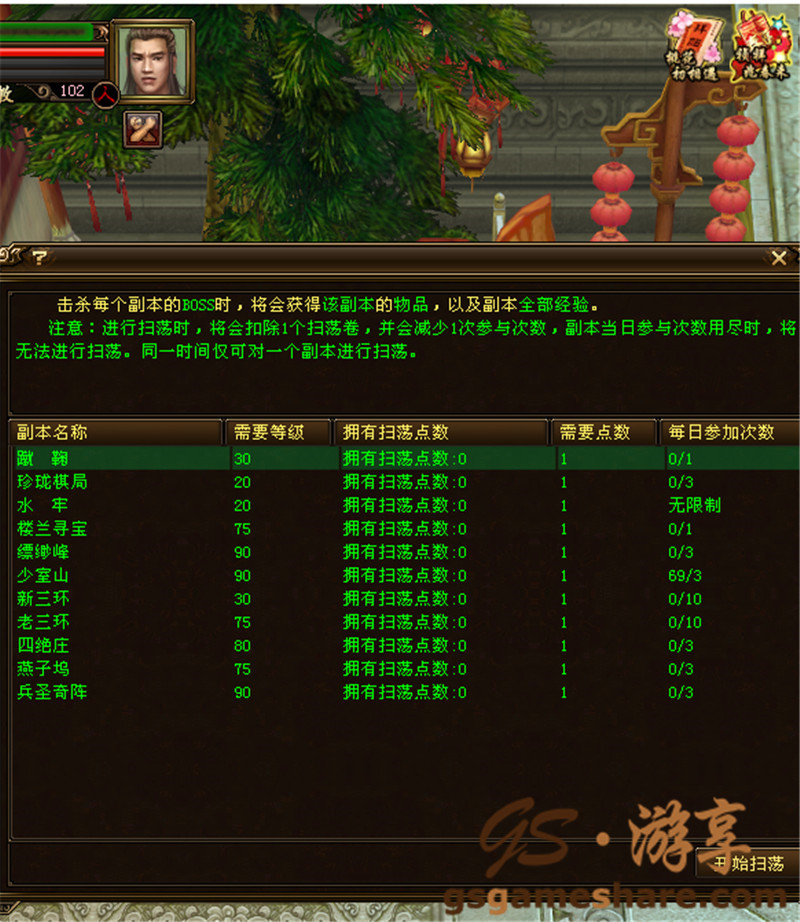 教 102
?
击杀每个副本的BOSS时，将会获得该副本的物品，以及副本全部经验。
注意：进行扫荡时，将会扣除1个扫荡卷，并会减少1次参与次数，副本当日参与次数用尽时，将
无法进行扫荡。同一时间仅可对一个副本进行扫荡。
副本名称 需要等级 拥有扫荡点数 需要点数 每日参加次数
蹴 鞠 30 拥有扫荡点数:0 1 0/1
珍珑棋局 20 拥有扫荡点数:0 1 0/3
水 牢 20 拥有扫荡点数:0 1 无限制
楼兰寻宝 75 拥有扫荡点数:0 1 0/1
缥缈峰 90 拥有扫荡点数:0 1 0/3
少室山 90 拥有扫荡点数:0 1 69/3
新三环 30 拥有扫荡点数:0 1 0/10
老三环 75 拥有扫荡点数:0 1 0/10
四绝庄 80 拥有扫荡点数:0 1 0/3
燕子坞 75 拥有扫荡点数:0 1 0/3
兵圣奇阵 90 拥有扫荡点数:0 1 0/3
GS·游享
开始扫荡
gsgameshare.com